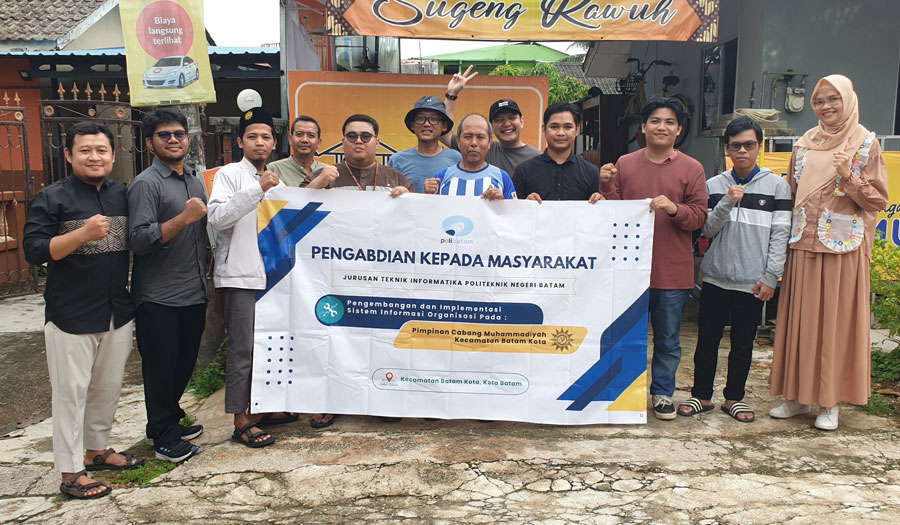 Biaya
langsung
terlihat
Sugeng Rawuh
polibatam
PENGABDIAN KEPADA MASYARAKAT
JURUSAN TEKNIK INFORMATIKA POLITEKNIK NEGERI BATAM
Pengembangan dan Implementasi
Sistem Informasi Organisasi Pada :
Pimpinan Cabang Muhammadiyah
Kecamatan Batam Kota
Kecamatan Batam Kota, Kota Batam